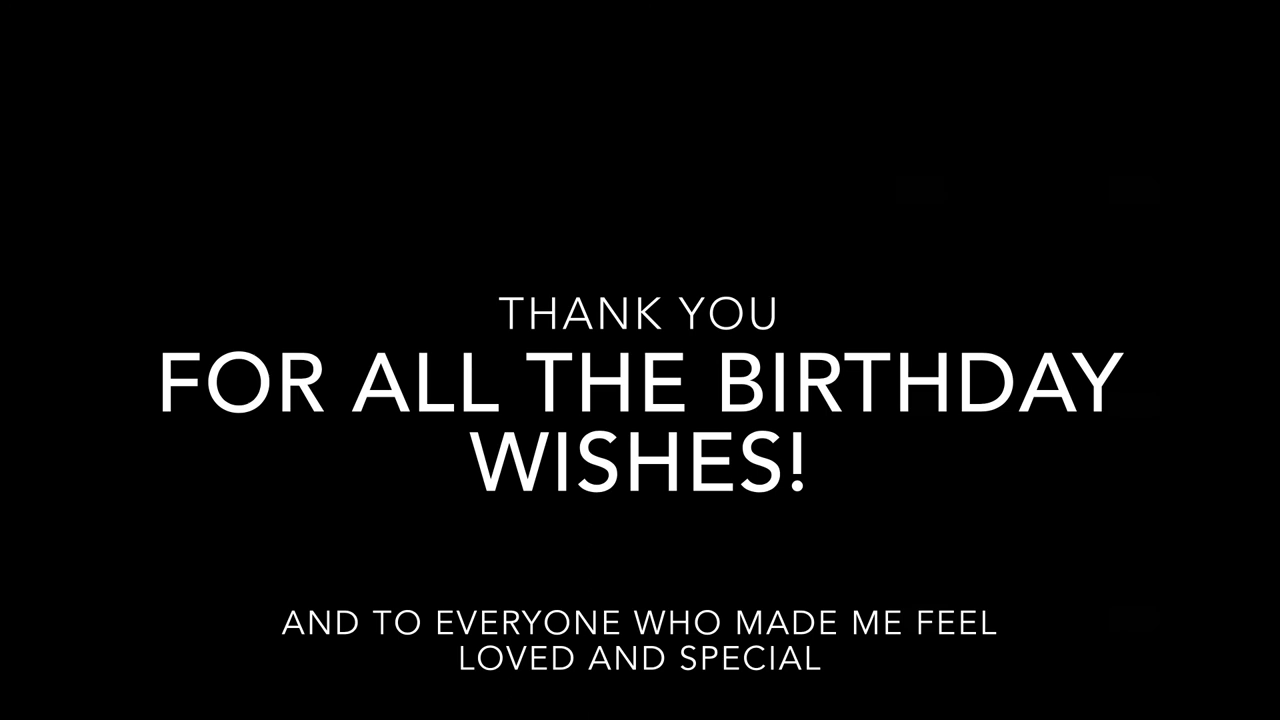 THANK YOU
FOR ALL THE BIRTHDAY
WISHES!
AND TO EVERYONE WHO MADE ME FEEL
LOVED AND SPECIAL